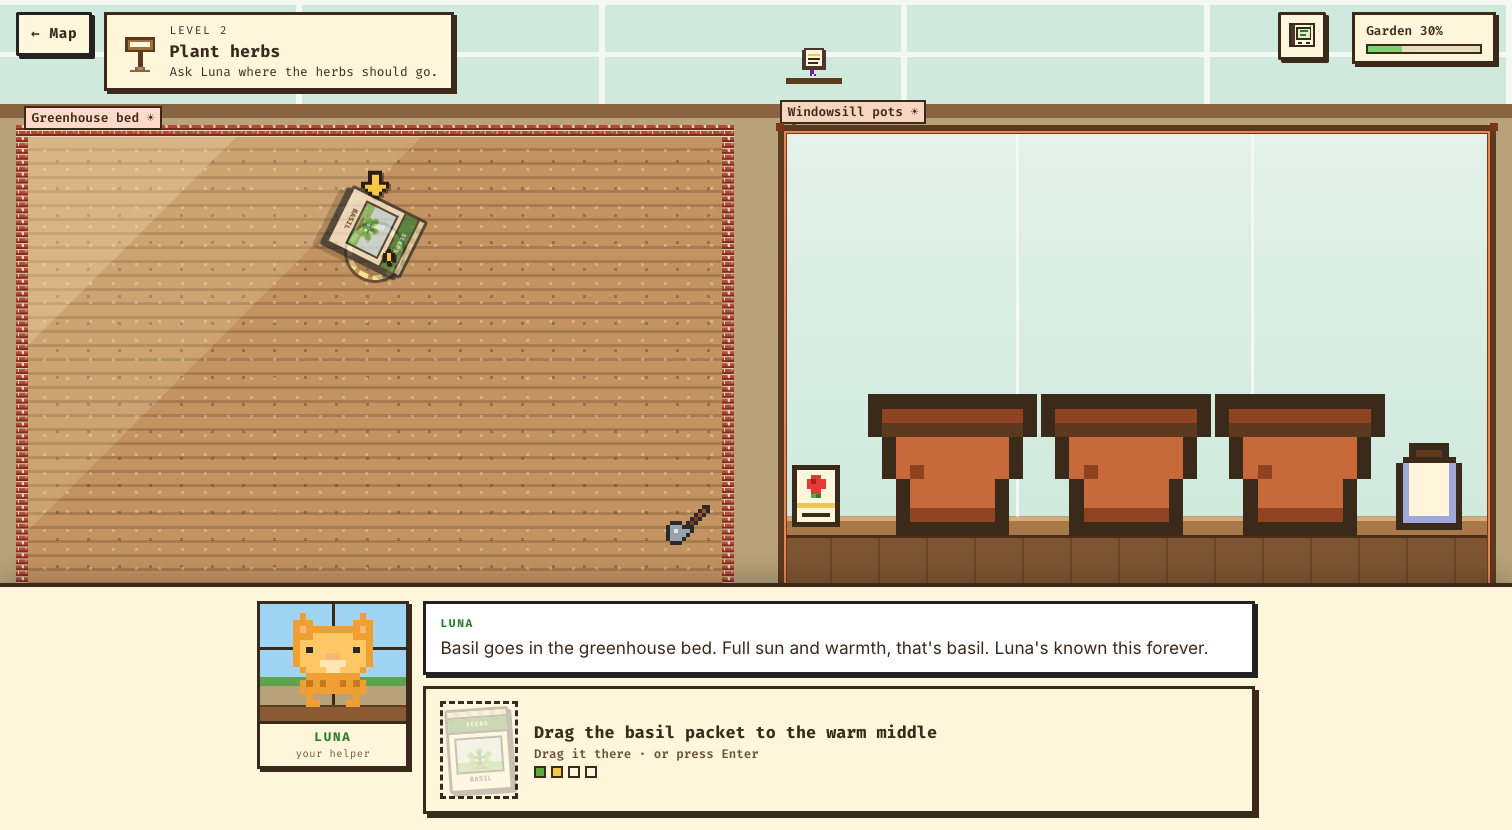 ← Map
LEVEL 2
Plant herbs
Ask Luna where the herbs should go.
Garden 30%
Greenhouse bed ☀
Windowsill pots ☀
BASIL
SEEDS
LUNA
your helper
LUNA
Basil goes in the greenhouse bed. Full sun and warmth, that's basil. Luna's known this forever.
SEEDS
BASIL
Drag the basil packet to the warm middle
Drag it there · or press Enter